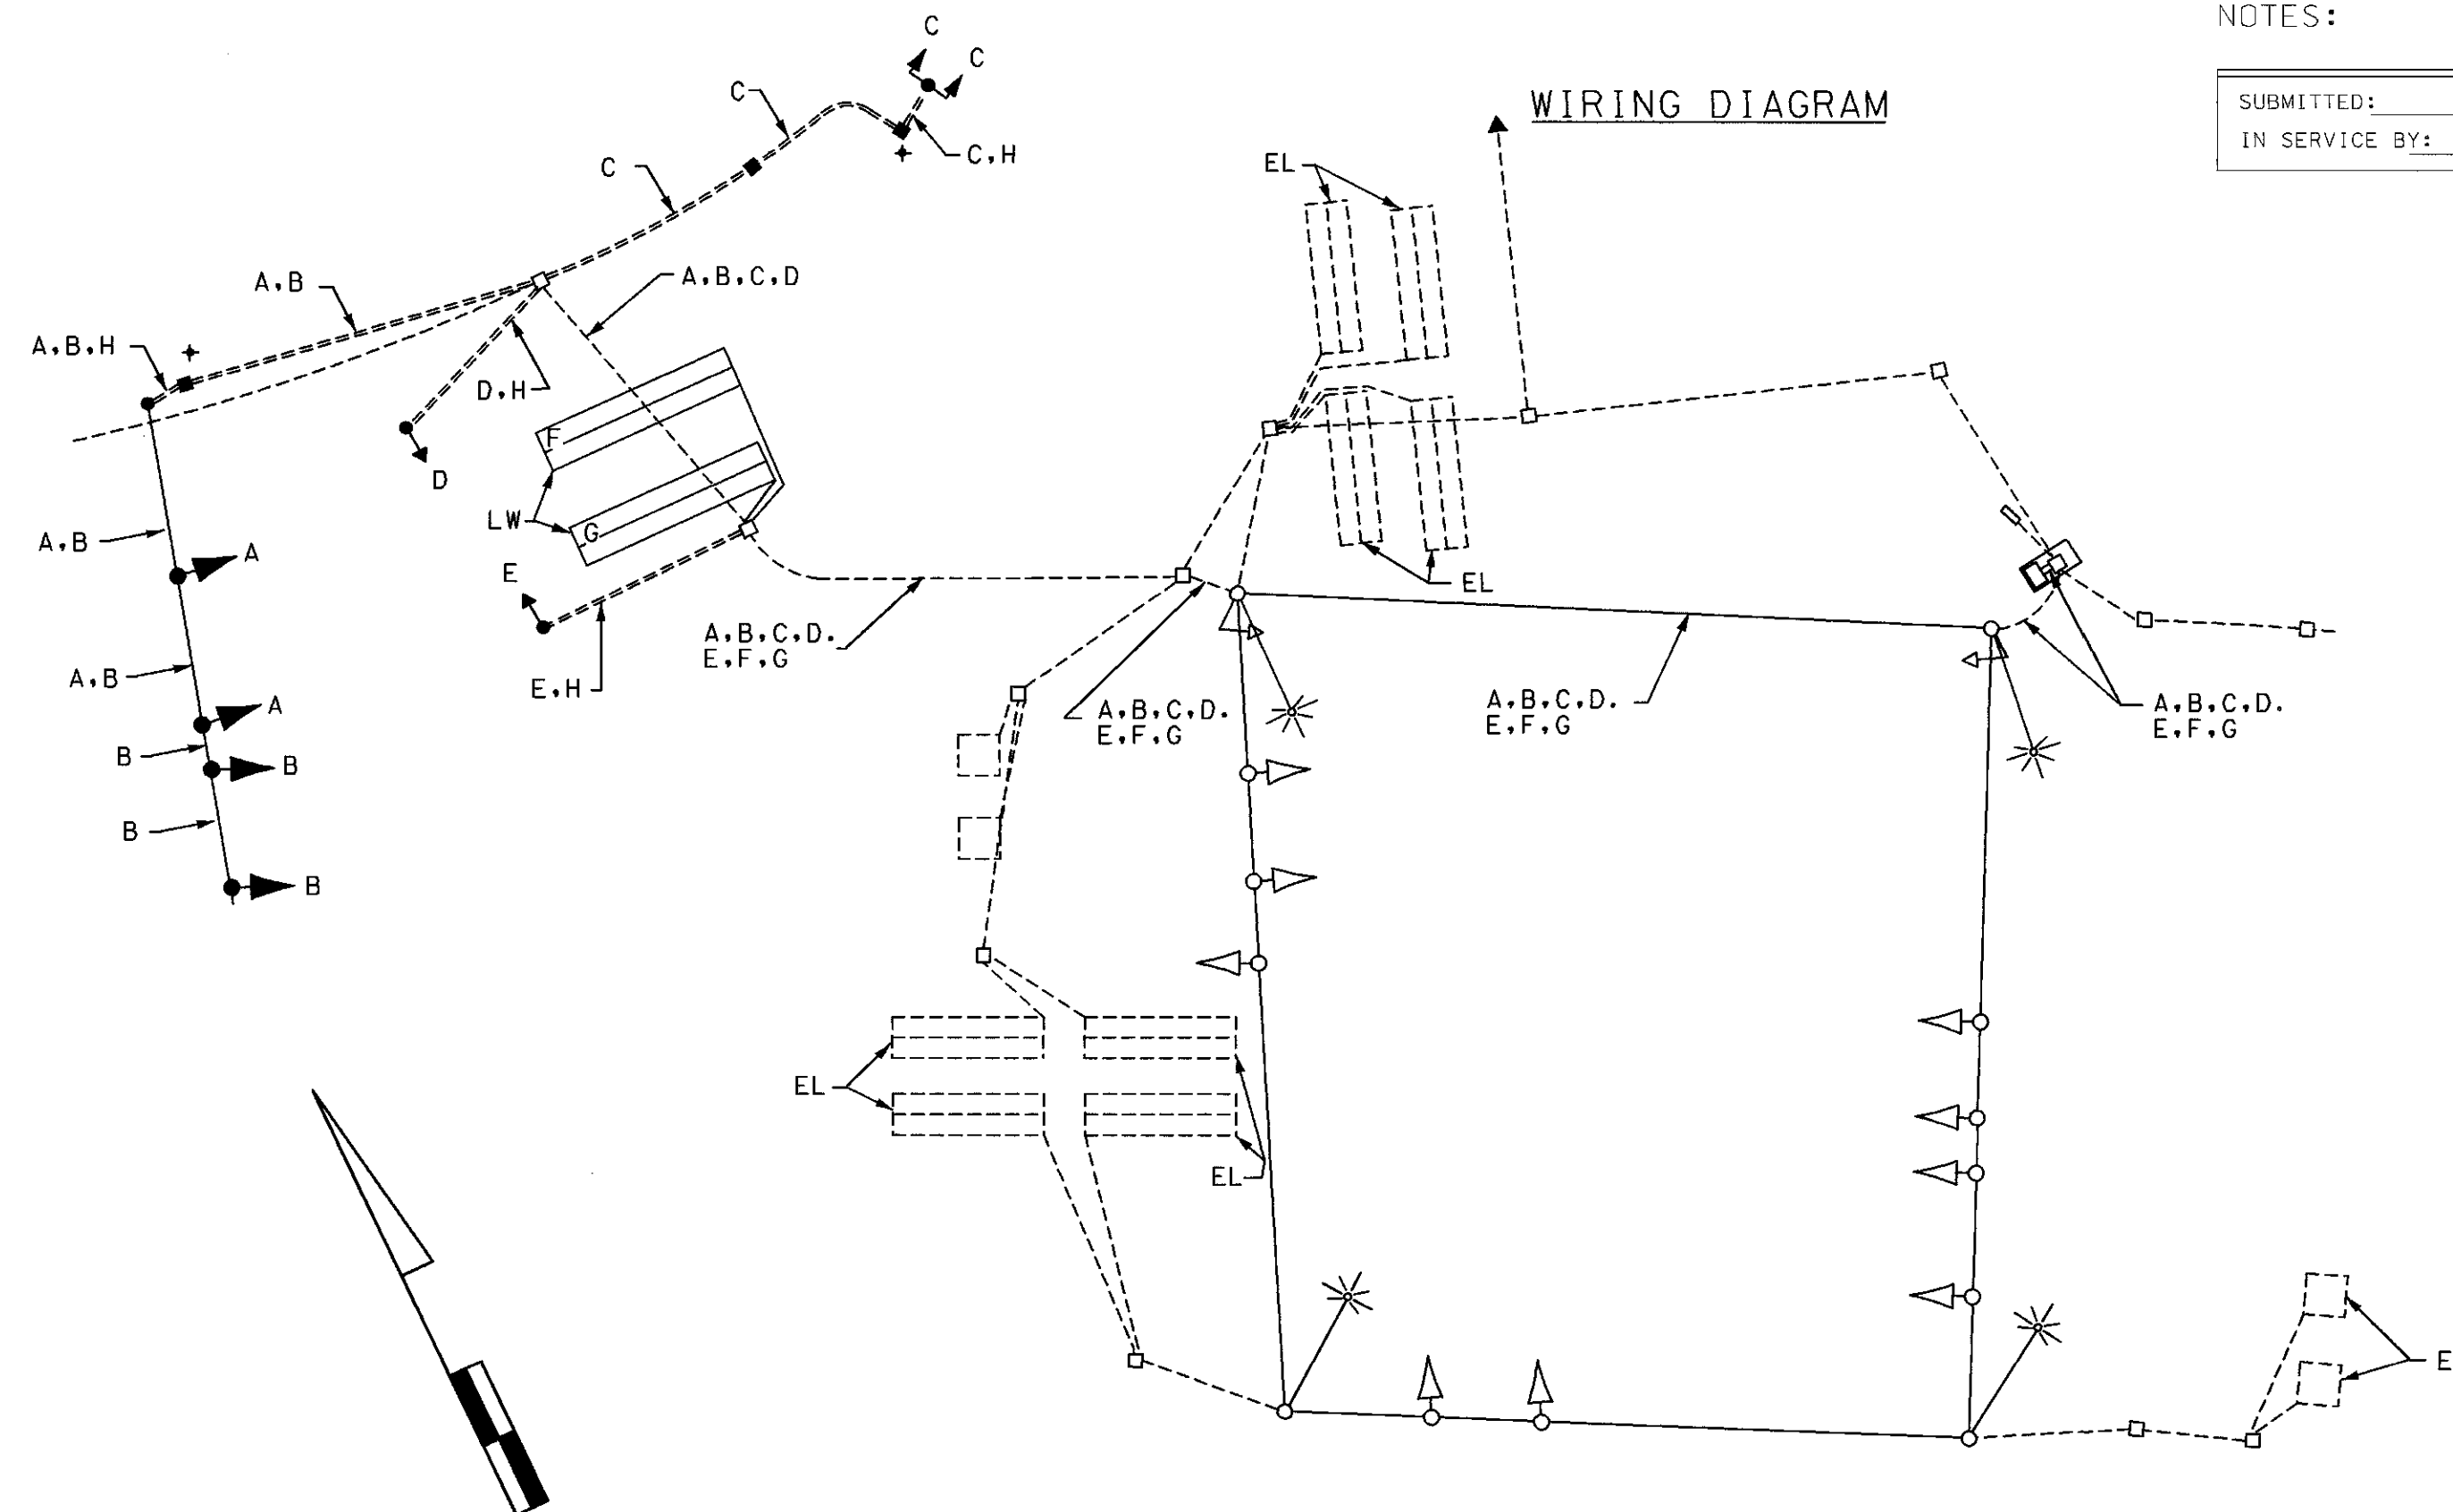 NOTES:
WIRING DIAGRAM
SUBMITTED:
IN SERVICE BY:
C
C
C
C,H
C
EL
A,B
A,B,C,D
A,B,H
D,H
F
D
LW
G
A,B
A
E
EL
A,B,C,D.
E,F,G
E,H
A,B
A
A,B,C,D.
E,F,G
A,B,C,D.
E,F,G
A,B,C,D.
E,F,G
B
B
B
B
EL
EL
E